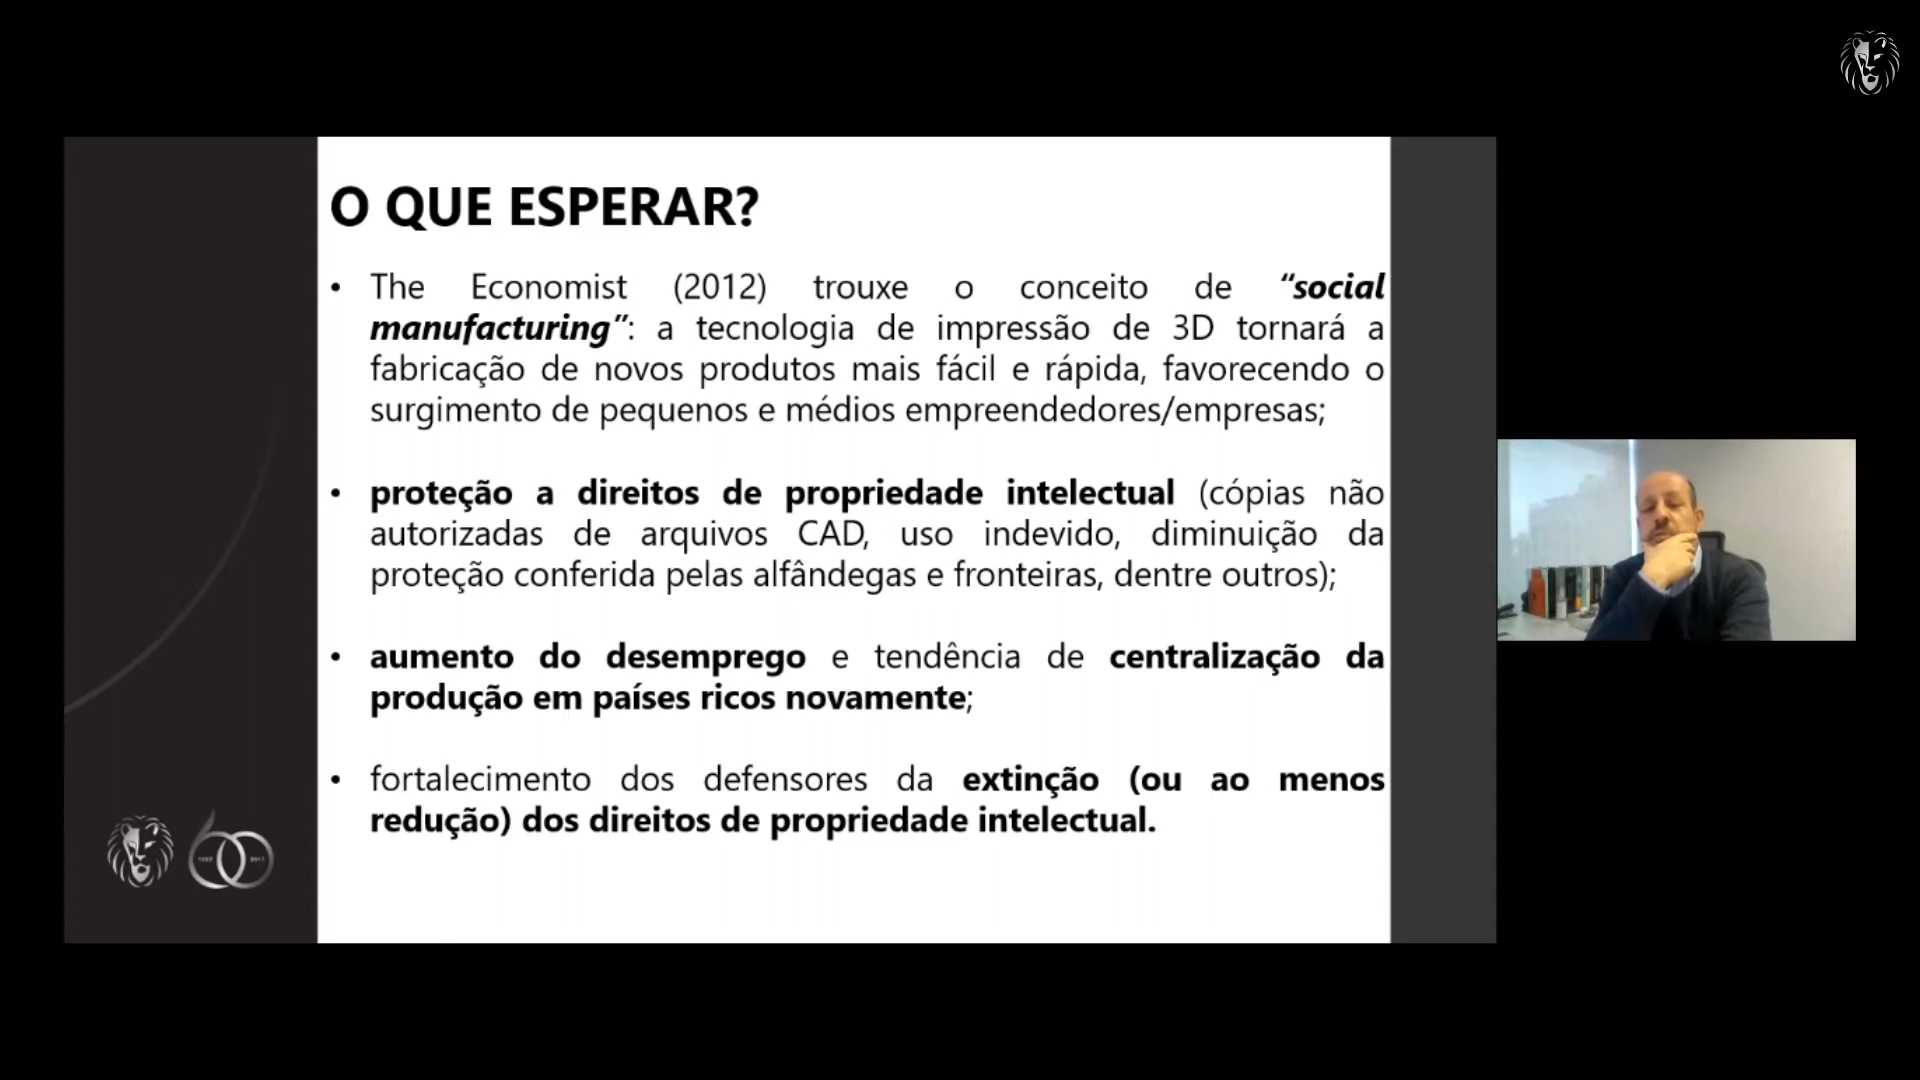 O QUE ESPERAR?
• The Economist (2012) trouxe o conceito de “social
manufacturing”: a tecnologia de impressão de 3D tornará a
fabricação de novos produtos mais fácil e rápida, favorecendo o
surgimento de pequenos e médios empreendedores/empresas;
• proteção a direitos de propriedade intelectual (cópias não
autorizadas de arquivos CAD, uso indevido, diminuição da
proteção conferida pelas alfândegas e fronteiras, dentre outros);
• aumento do desemprego e tendência de centralização da
produção em países ricos novamente;
• fortalecimento dos defensores da extinção (ou ao menos
redução) dos direitos de propriedade intelectual.
60